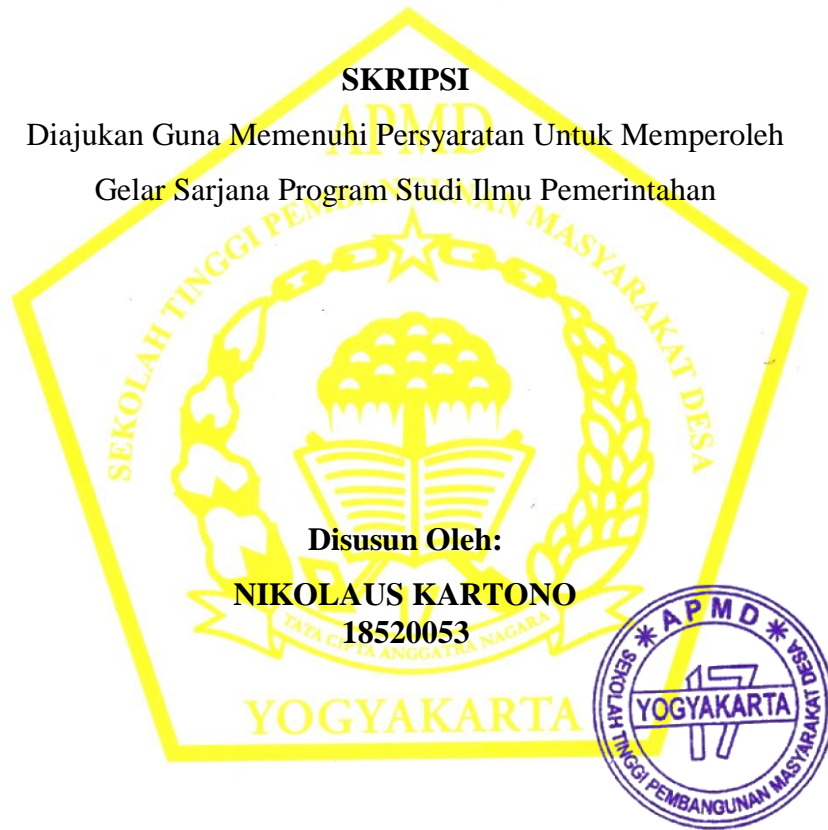 SKRIPSI
APMD
Diajukan Guna Memenuhi Persyaratan Untuk Memperoleh
Gelar Sarjana Program Studi Ilmu Pemerintahan
SEKOLAH TINGGI PEMBANGUNAN MASYARAKAT DESA
Disusun Oleh:
NIKOLAUS KARTONO
18520053
TATA CIPTA ANGGATRA NAGARA
YOGYAKARTA
APMD
SEKOLAH TINGGI PEMBANGUNAN MASYARAKAT DESA
17
YOGYAKARTA